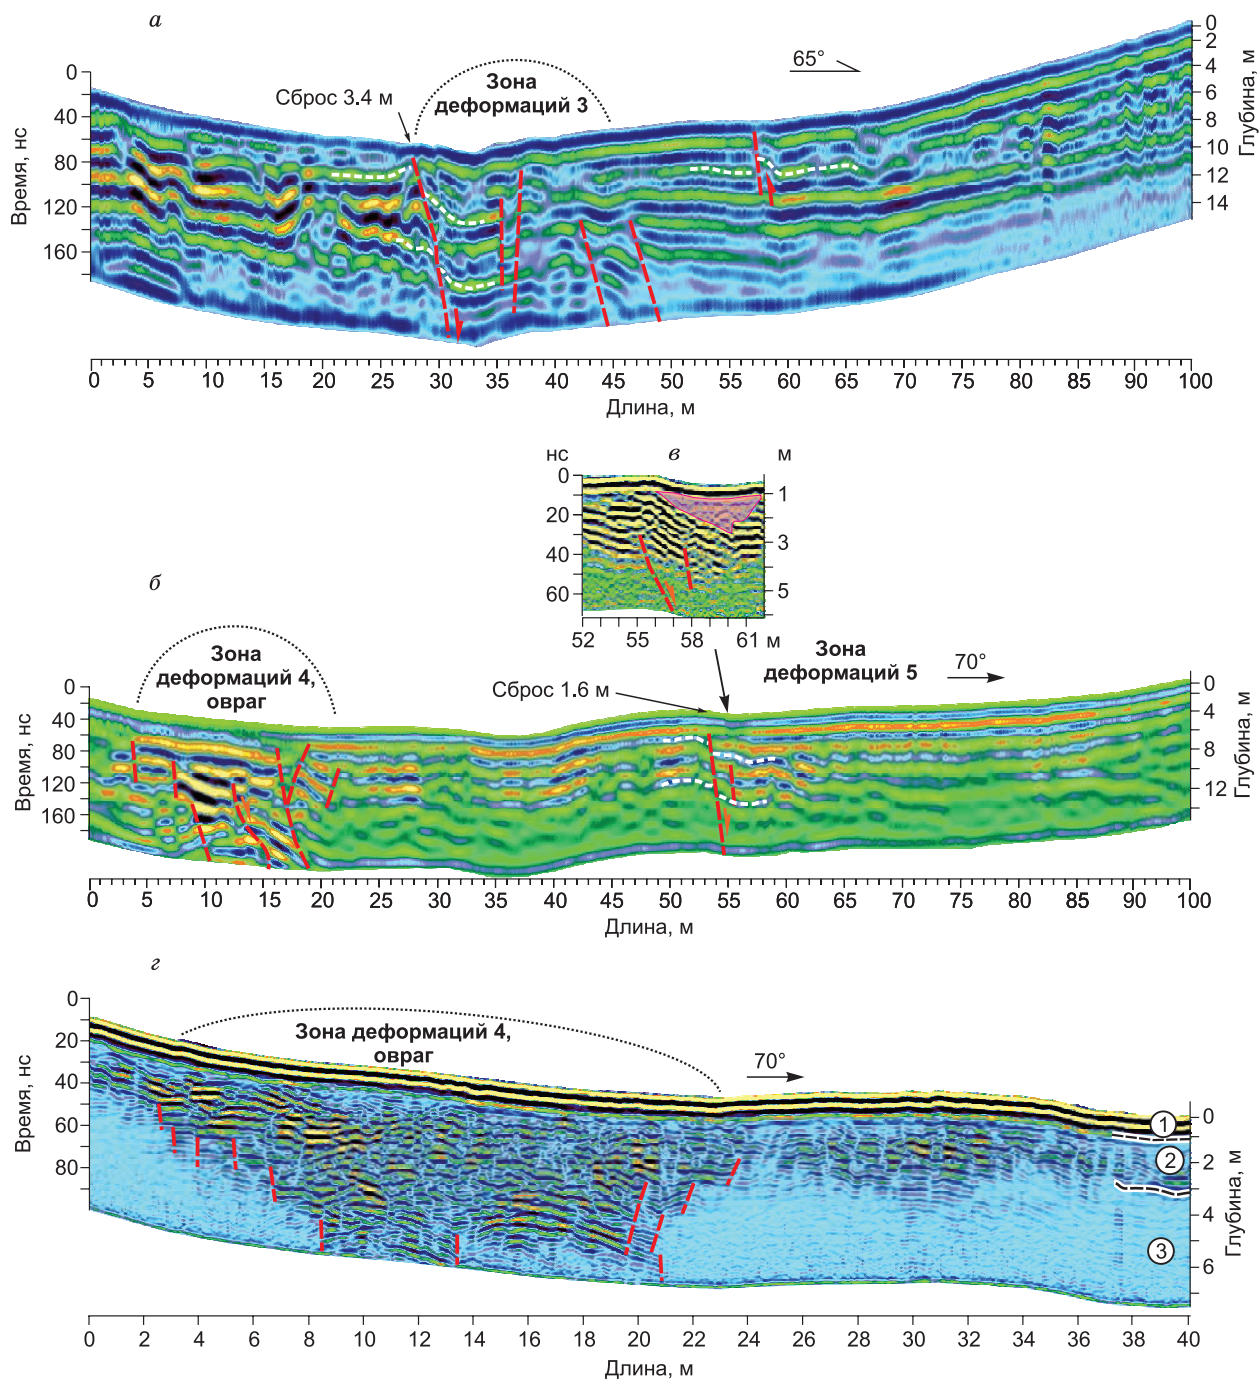 а
Зона
деформаций 3
Сброс 3.4 м
65°
Время, нс
0
40
80
120
160
0
2
4
6
8
10
12
14
Глубина, м
0 5 10 15 20 25 30 35 40 45 50 55 60 65 70 75 80 85 90 95 100
Длина, м
нс
в
м
0
20
40
60
1
3
5
52 55 58 61 м
б
Зона
деформаций 4,
овраг
Сброс 1.6 м
Зона
деформаций 5
70°
Время, нс
0
40
80
120
160
0
4
8
12
Глубина, м
0 5 10 15 20 25 30 35 40 45 50 55 60 65 70 75 80 85 90 95 100
Длина, м
г
Зона деформаций 4,
овраг
70°
Время, нс
0
20
40
60
80
1
2
3
0
2
4
6
Глубина, м
0 2 4 6 8 10 12 14 16 18 20 22 24 26 28 30 32 34 36 38 40
Длина, м